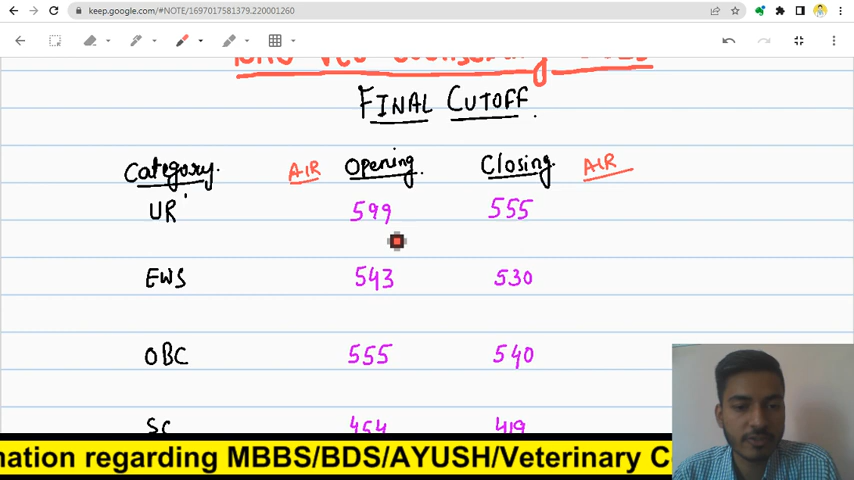 keep.google.com/#NOTE/1697017581379.220001260
FINAL CUTOFF.
Category. AIR Opening. Closing. AIR
UR 599 555
EWS 543 530
OBC 555 540
SC 454 419
nation regarding MBBS/BDS/AYUSH/Veterinary C